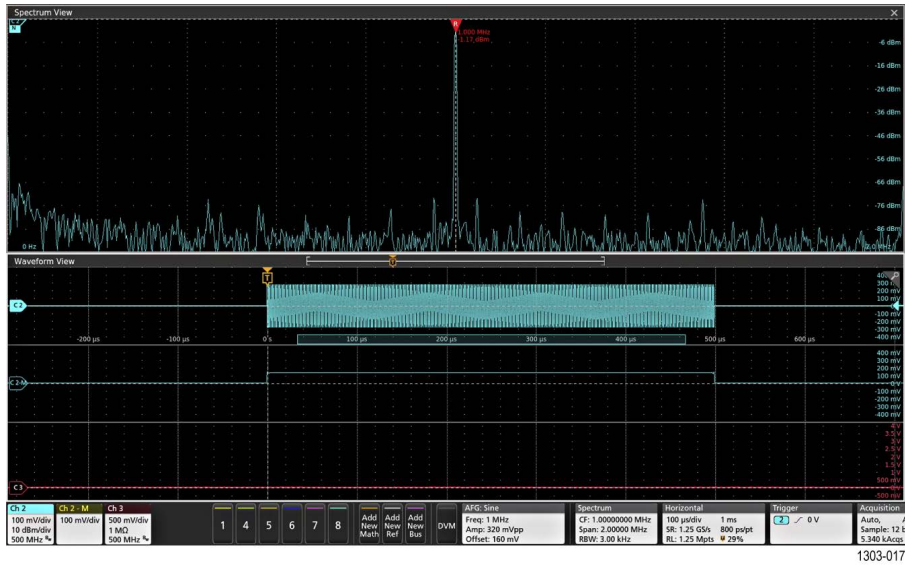 Spectrum View
C 2
R
N
1.000 MHz
-1.17 dBm
-6 dBm
-16 dBm
-26 dBm
-36 dBm
-46 dBm
-56 dBm
-66 dBm
-76 dBm
-86 dBm
0 Hz
Waveform View
T
T
C 2
300 mV
200 mV
100 mV
-100 mV
-200 mV
-300 mV
-400 mV
-200 µs
-100 µs
0 s
100 µs
200 µs
300 µs
400 µs
500 µs
600 µs
C 2-M
400 mV
300 mV
200 mV
100 mV
0 V
-100 mV
-200 mV
-300 mV
-400 mV
C 3
4 V
3.5 V
3 V
2.5 V
2 V
1.5 V
1 V
500 mV
0 V
-500 mV
Ch 2
100 mV/div
10 dBm/div
500 MHz
Ch 2 - M
100 mV/div
Ch 3
500 mV/div
1 MΩ
500 MHz
1 4 5 6 7 8
Add New Math
Add New Ref
Add New Bus
DVM
AFG: Sine
Freq: 1 MHz
Amp: 320 mVpp
Offset: 160 mV
Spectrum
CF: 1.00000000 MHz
Span: 2.00000 MHz
RBW: 3.00 kHz
Horizontal
100 µs/div 1 ms
SR: 1.25 GS/s 800 ps/pt
RL: 1.25 Mpts 29%
Trigger
2 0 V
Acquisition
Auto, A
Sample: 12 b
5.340 kAcqs
1303-017